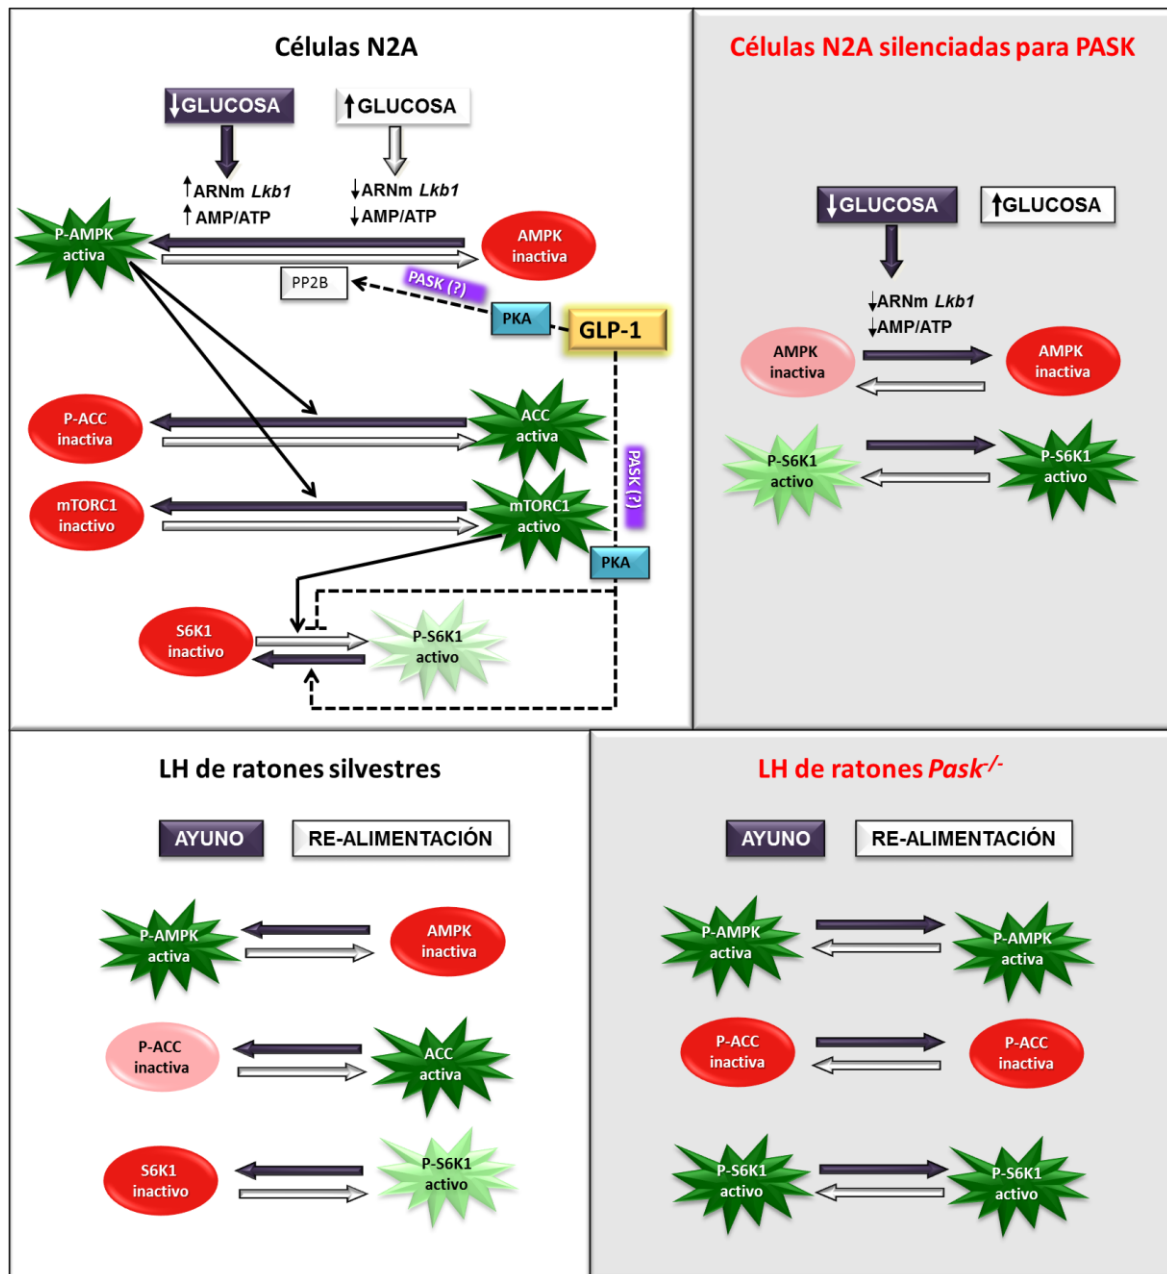 Células N2A
GLUCOSA
GLUCOSA
ARNm Lkb1
AMP/ATP
ARNm Lkb1
AMP/ATP
P-AMPK
activa
AMPK
inactiva
PP2B
PASK (?)
PKA
GLP-1
P-ACC
inactiva
ACC
activa
PASK (?)
mTORC1
inactivo
mTORC1
activo
PKA
S6K1
inactivo
P-S6K1
activo
Células N2A silenciadas para PASK
GLUCOSA
GLUCOSA
ARNm Lkb1
AMP/ATP
AMPK
inactiva
AMPK
inactiva
P-S6K1
activo
P-S6K1
activo
LH de ratones silvestres
AYUNO
RE-ALIMENTACIÓN
P-AMPK
activa
AMPK
inactiva
P-ACC
inactiva
ACC
activa
S6K1
inactivo
P-S6K1
activo
LH de ratones Pask-/-
AYUNO
RE-ALIMENTACIÓN
P-AMPK
activa
P-AMPK
activa
P-ACC
inactiva
P-ACC
inactiva
P-S6K1
activo
P-S6K1
activo